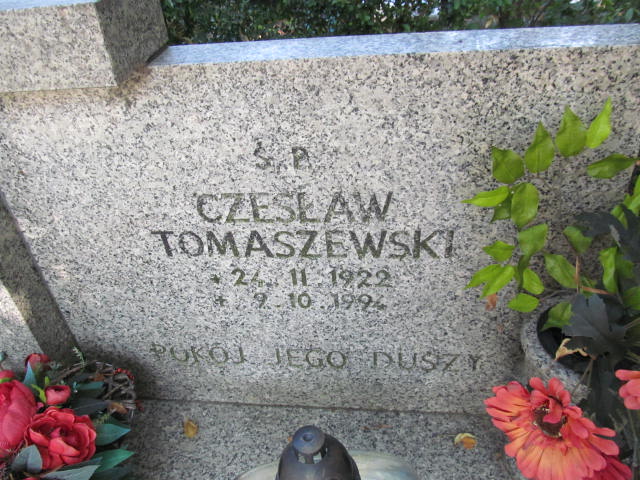 Ś. P.
CZESŁAW
TOMASZEWSKI
* 24. 11. 1922
+ 9. 10. 1994
POKÓJ JEGO DUSZY